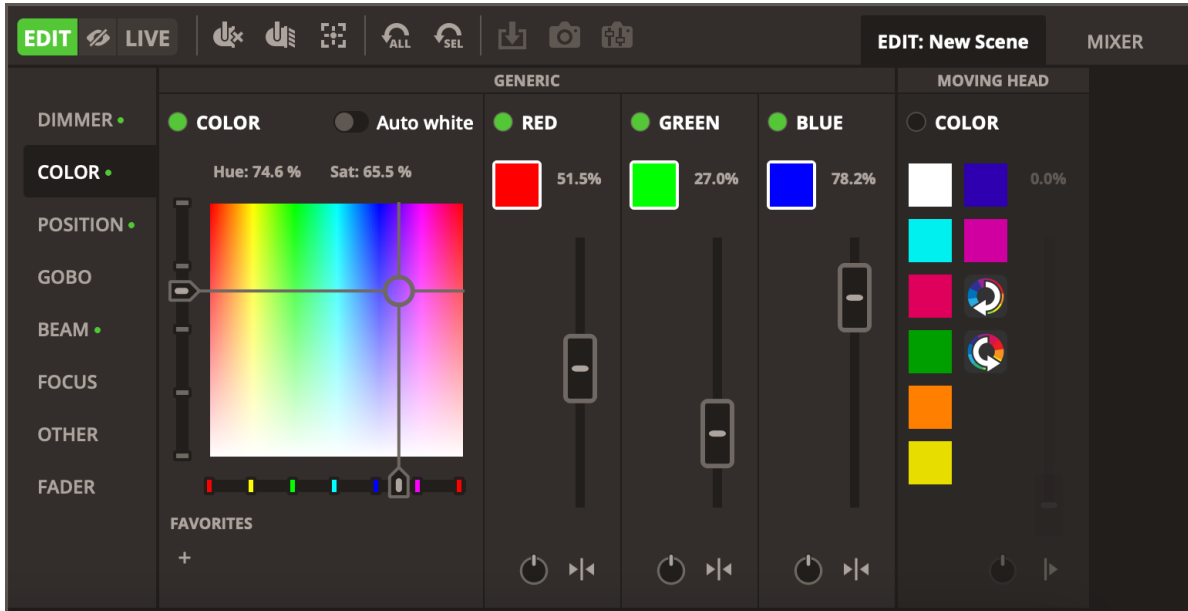 EDIT LIVE ALL SEL EDIT: New Scene MIXER
GENERIC MOVING HEAD
DIMMER
COLOR
POSITION
GOBO
BEAM
FOCUS
OTHER
FADER
COLOR Auto white
Hue: 74.6 % Sat: 65.5 %
FAVORITES
+
RED
51.5%
GREEN
27.0%
BLUE
78.2%
COLOR
0.0%